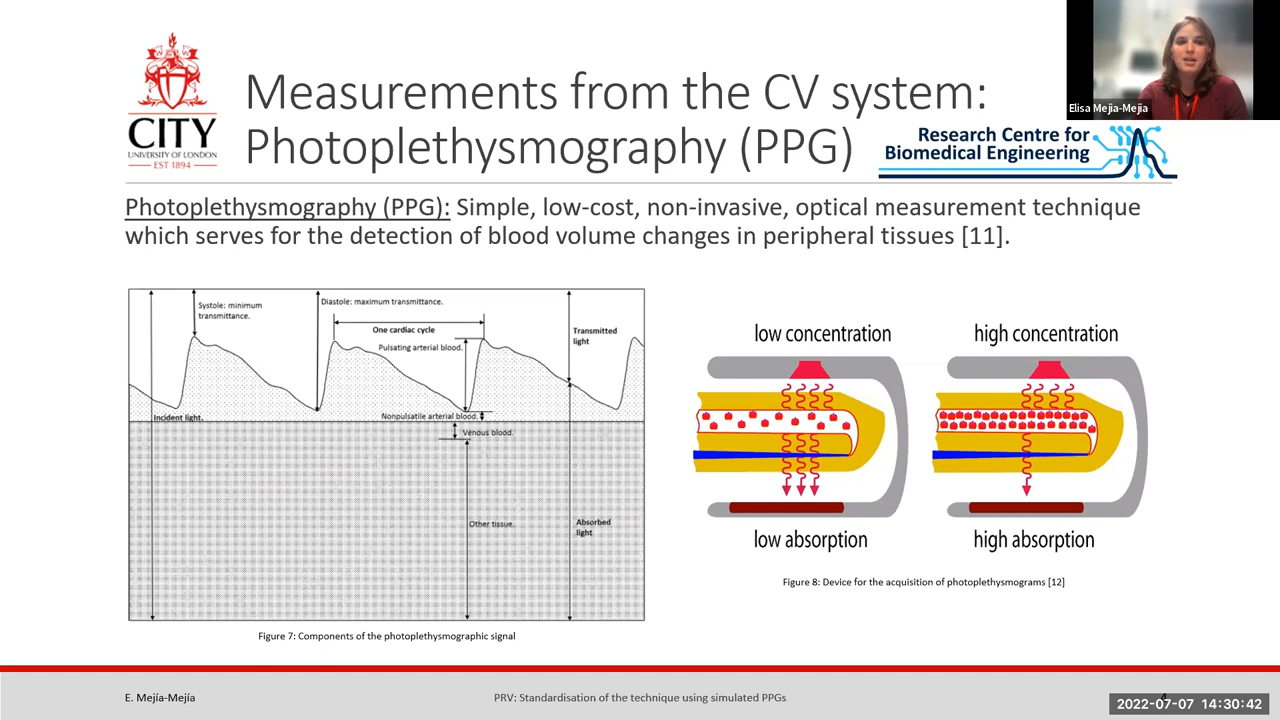 CITY
UNIVERSITY OF LONDON
EST 1894
Measurements from the CV system:
Photoplethysmography (PPG)
Elisa Mejia-Mejia
Research Centre for
Biomedical Engineering
Photoplethysmography (PPG): Simple, low-cost, non-invasive, optical measurement technique
which serves for the detection of blood volume changes in peripheral tissues [11].
Systole: minimum
transmittance.
Diastole: maximum transmittance.
One cardiac cycle
Pulsating arterial blood.
Transmitted
light
Incident light.
Nonpulsatile arterial blood.
Venous blood.
Other tissue.
Absorbed
light
Figure 7: Components of the photoplethysmographic signal
low concentration
high concentration
low absorption
high absorption
Figure 8: Device for the acquisition of photoplethysmograms [12]
E. Mejía-Mejía
PRV: Standardisation of the technique using simulated PPGs
2022-07-07 14:30:42